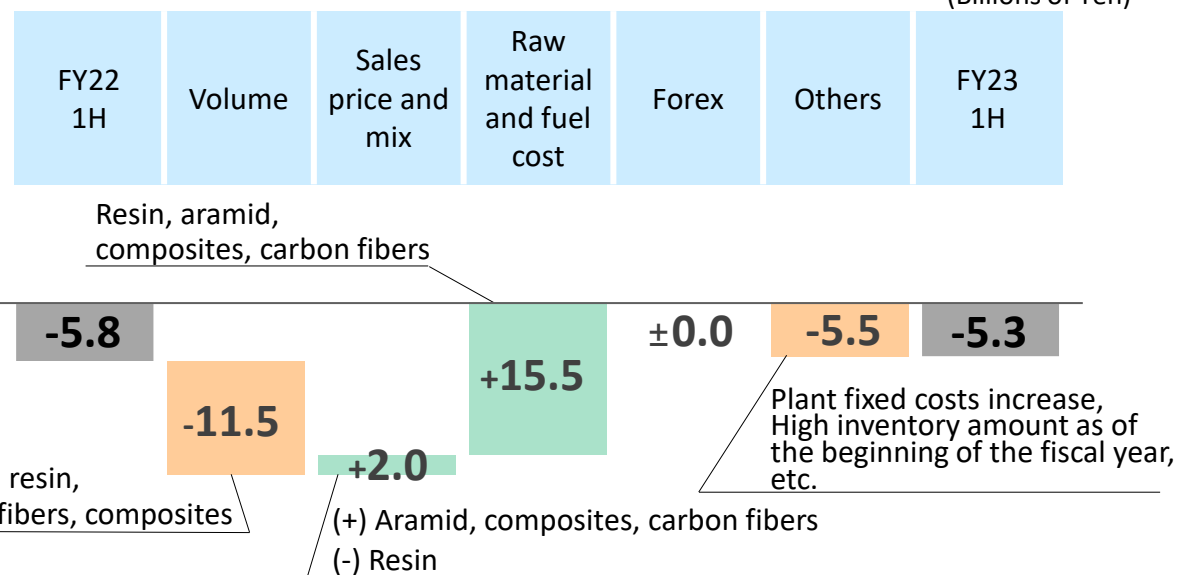 (Billions of Yen)
FY22
1H
Volume
Sales
price and
mix
Raw
material
and fuel
cost
Forex
Others
FY23
1H
Resin, aramid,
composites, carbon fibers
-5.8
-11.5
+2.0
+15.5
±0.0
-5.5
-5.3
Plant fixed costs increase,
High inventory amount as of
the beginning of the fiscal year,
etc.
resin,
fibers, composites
(+) Aramid, composites, carbon fibers
(-) Resin